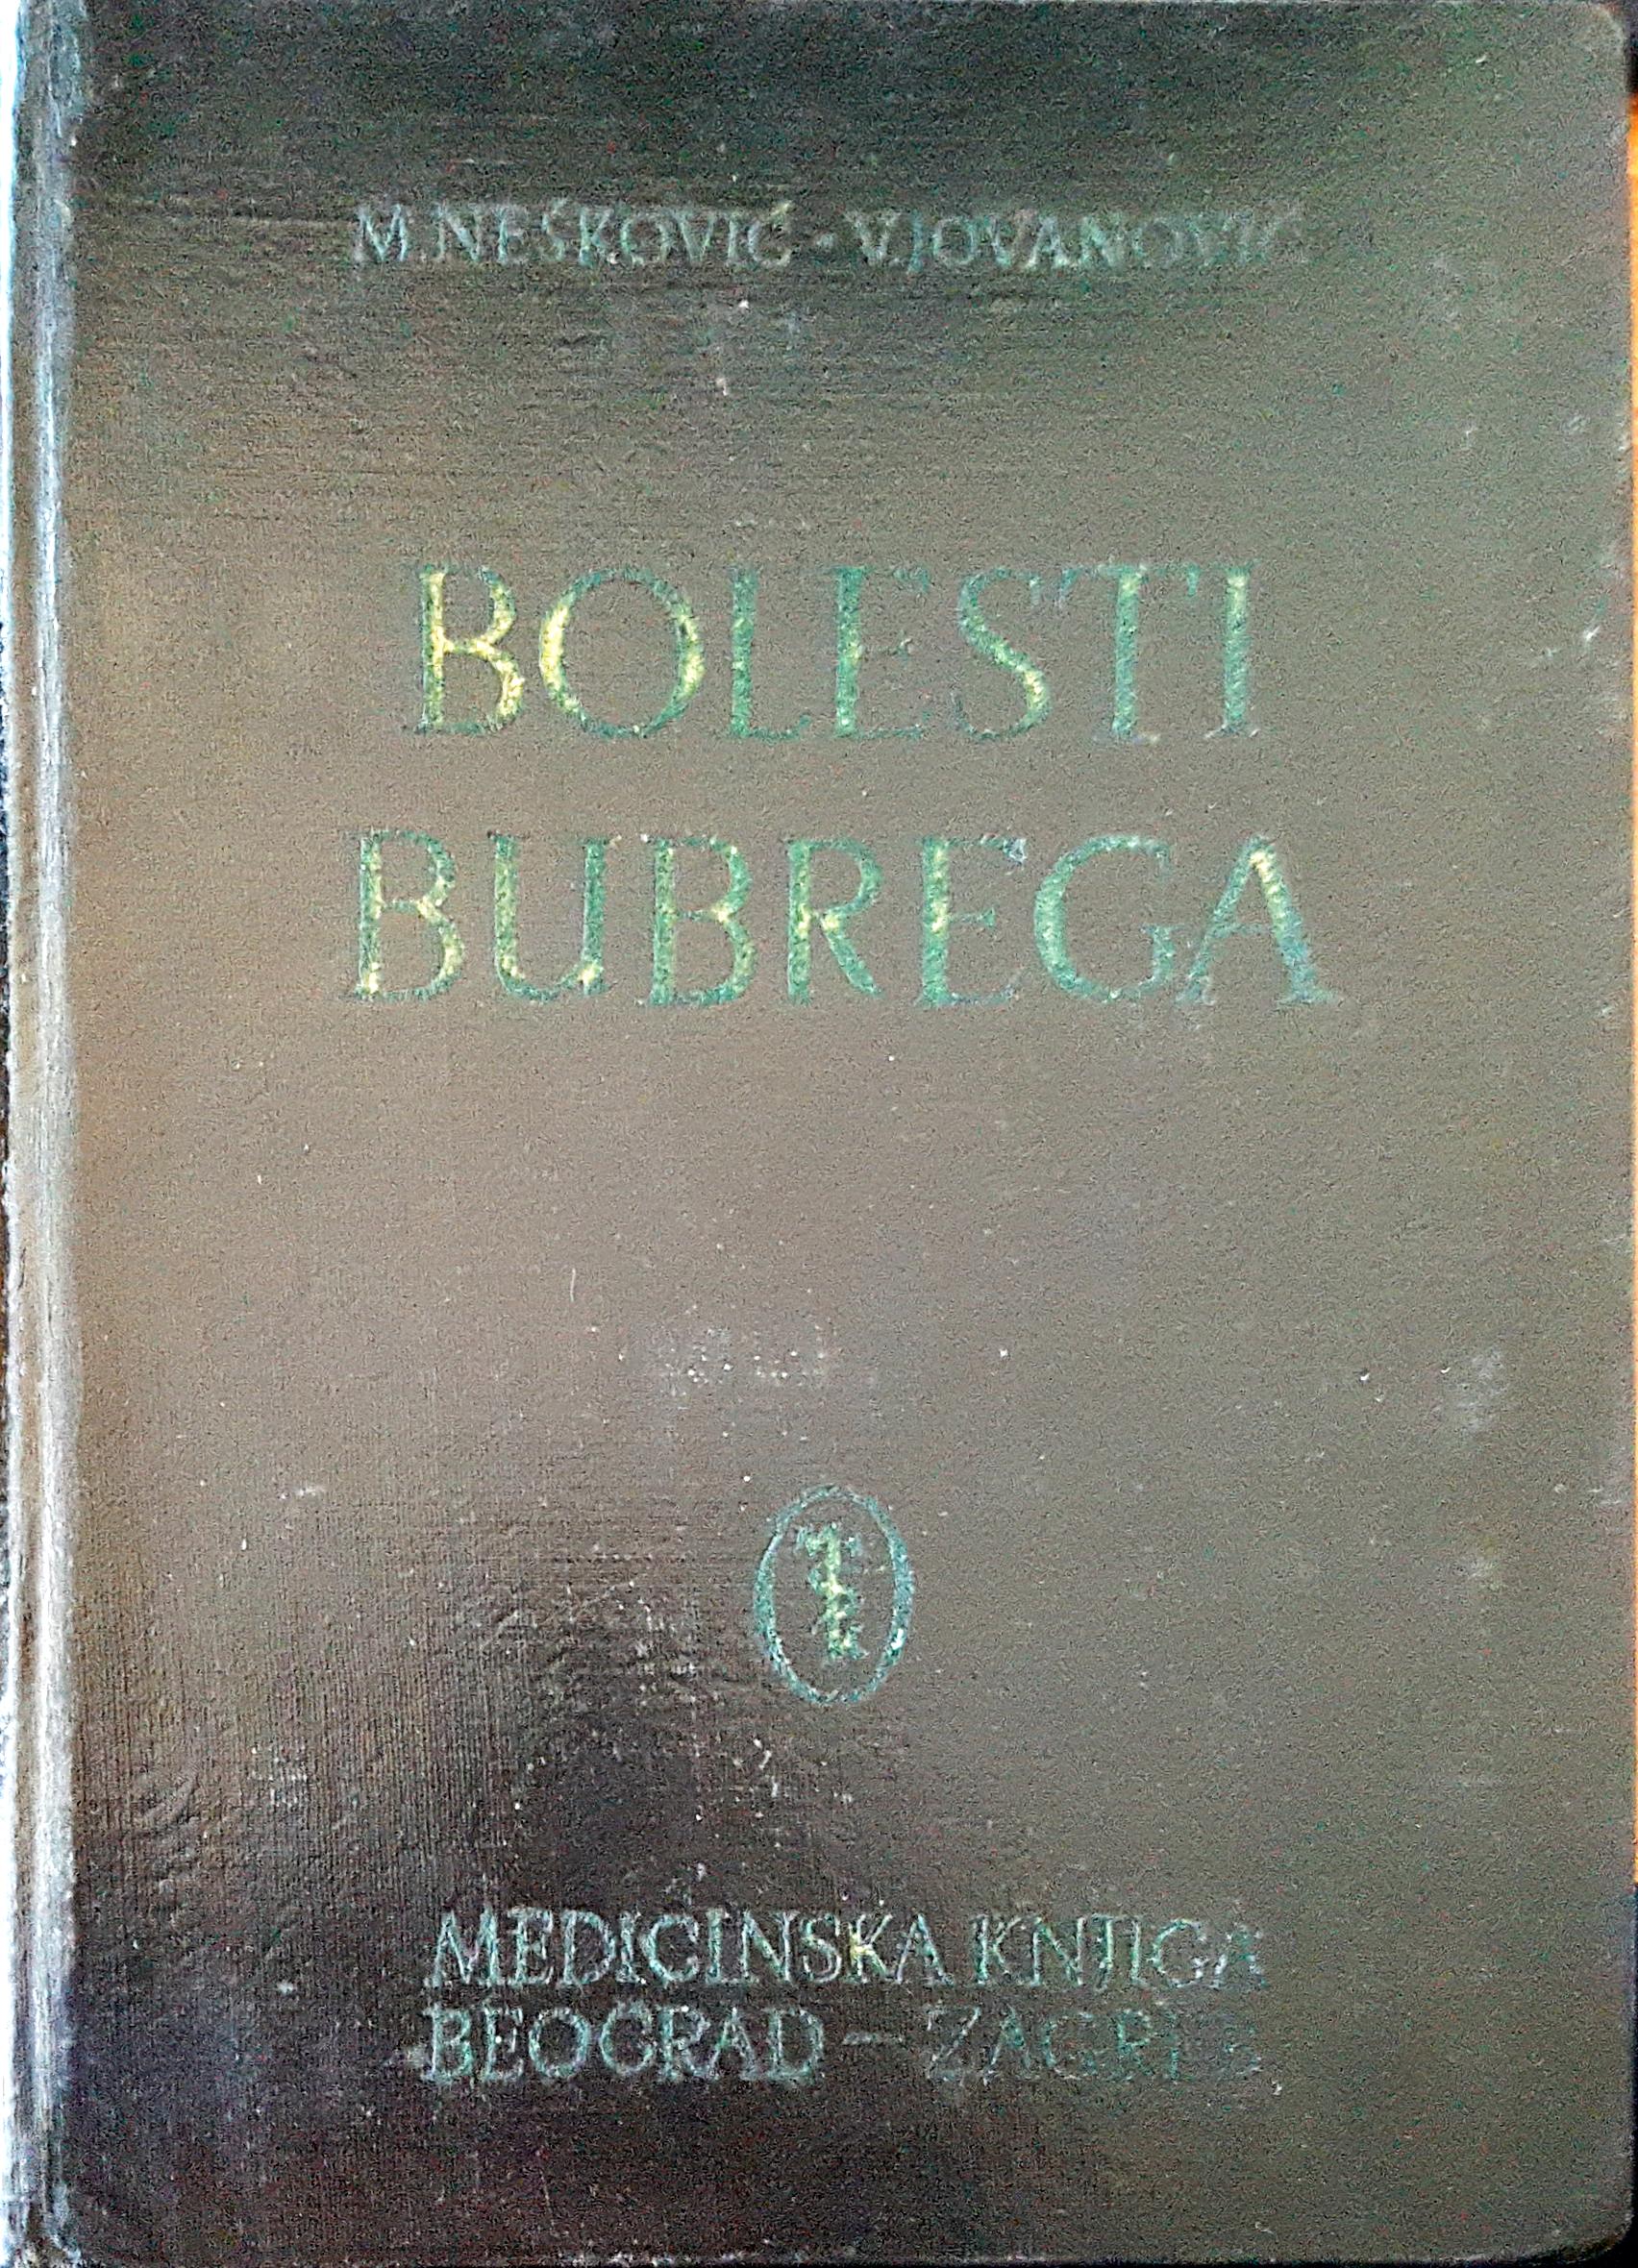 M. NEŠKOVIĆ · V. JOVANOVIĆ
BOLESTI
BUBREGA
MEDICINSKA KNJIGA
BEOGRAD — ZAGREB